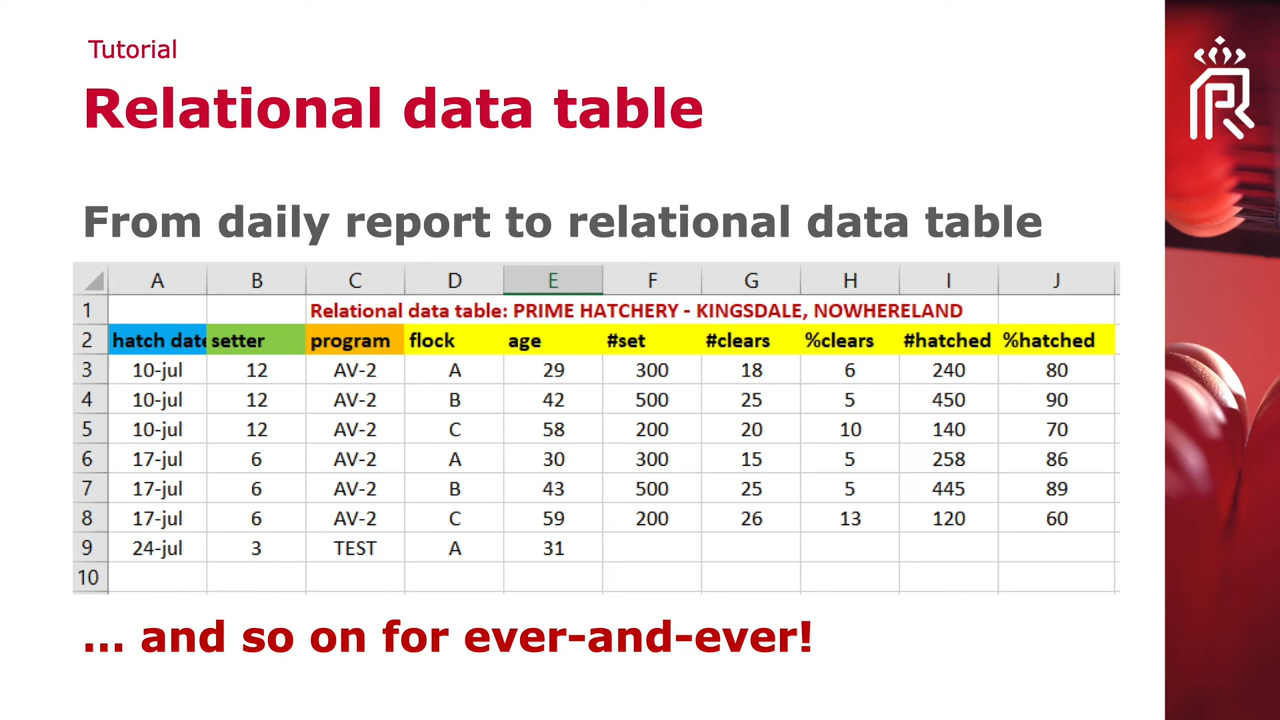 Tutorial
Relational data table
From daily report to relational data table
A B C D E F G H I J
1 Relational data table: PRIME HATCHERY - KINGSDALE, NOWHERELAND
2 hatch date setter program flock age #set #clears %clears #hatched %hatched
3 10-jul 12 AV-2 A 29 300 18 6 240 80
4 10-jul 12 AV-2 B 42 500 25 5 450 90
5 10-jul 12 AV-2 C 58 200 20 10 140 70
6 17-jul 6 AV-2 A 30 300 15 5 258 86
7 17-jul 6 AV-2 B 43 500 25 5 445 89
8 17-jul 6 AV-2 C 59 200 26 13 120 60
9 24-jul 3 TEST A 31
10
... and so on for ever-and-ever!